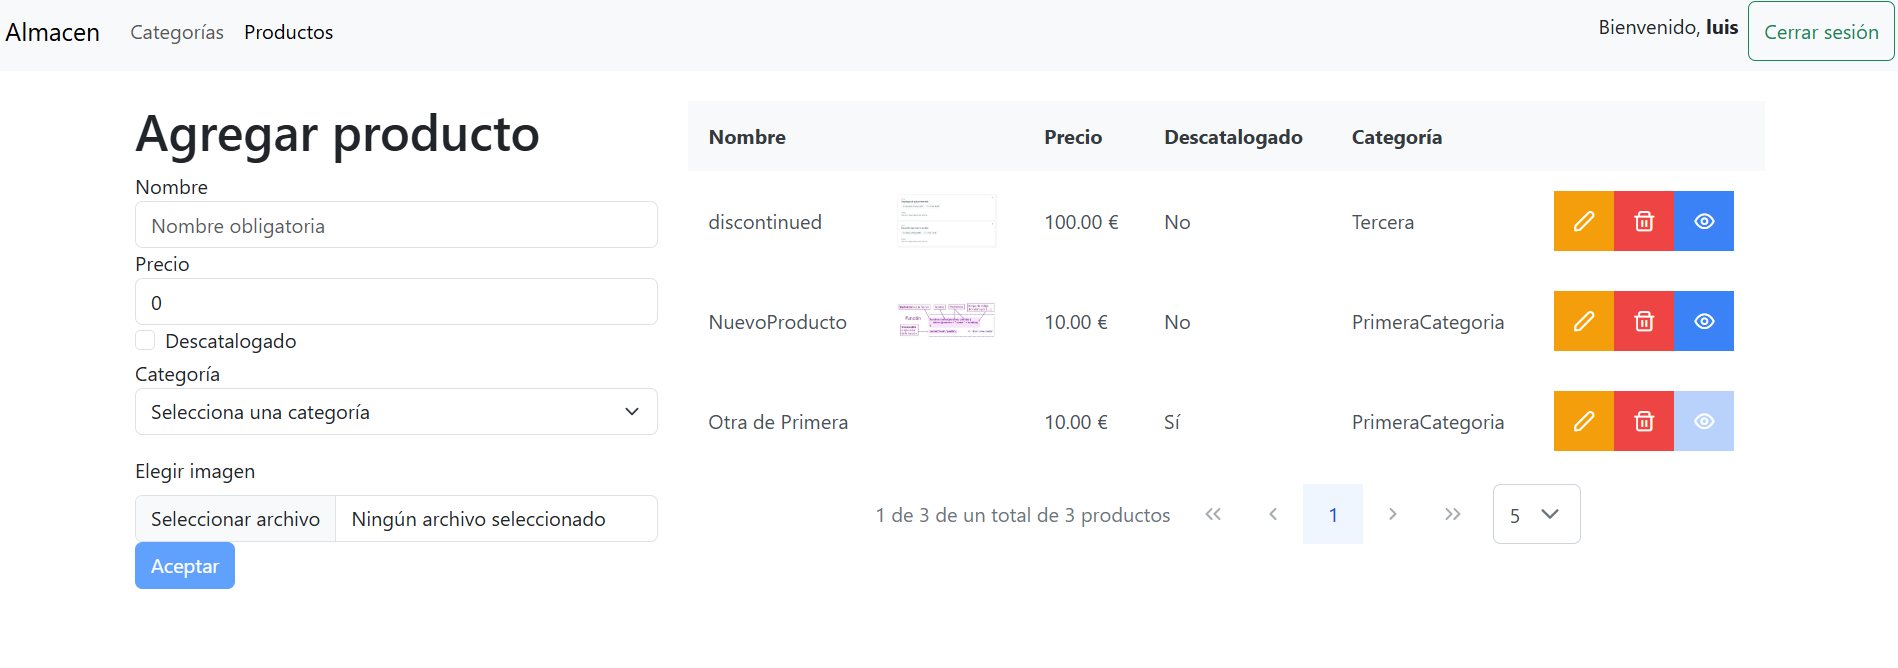 Almacen Categorías Productos Bienvenido, luis Cerrar sesión
Agregar producto
Nombre
Nombre obligatoria
Precio
0
Descatalogado
Categoría
Selecciona una categoría
Elegir imagen
Seleccionar archivo Ningún archivo seleccionado
Aceptar
Nombre Precio Descatalogado Categoría
discontinued 100.00 € No Tercera
NuevoProducto 10.00 € No PrimeraCategoria
Otra de Primera 10.00 € Sí PrimeraCategoria
1 de 3 de un total de 3 productos 1 5